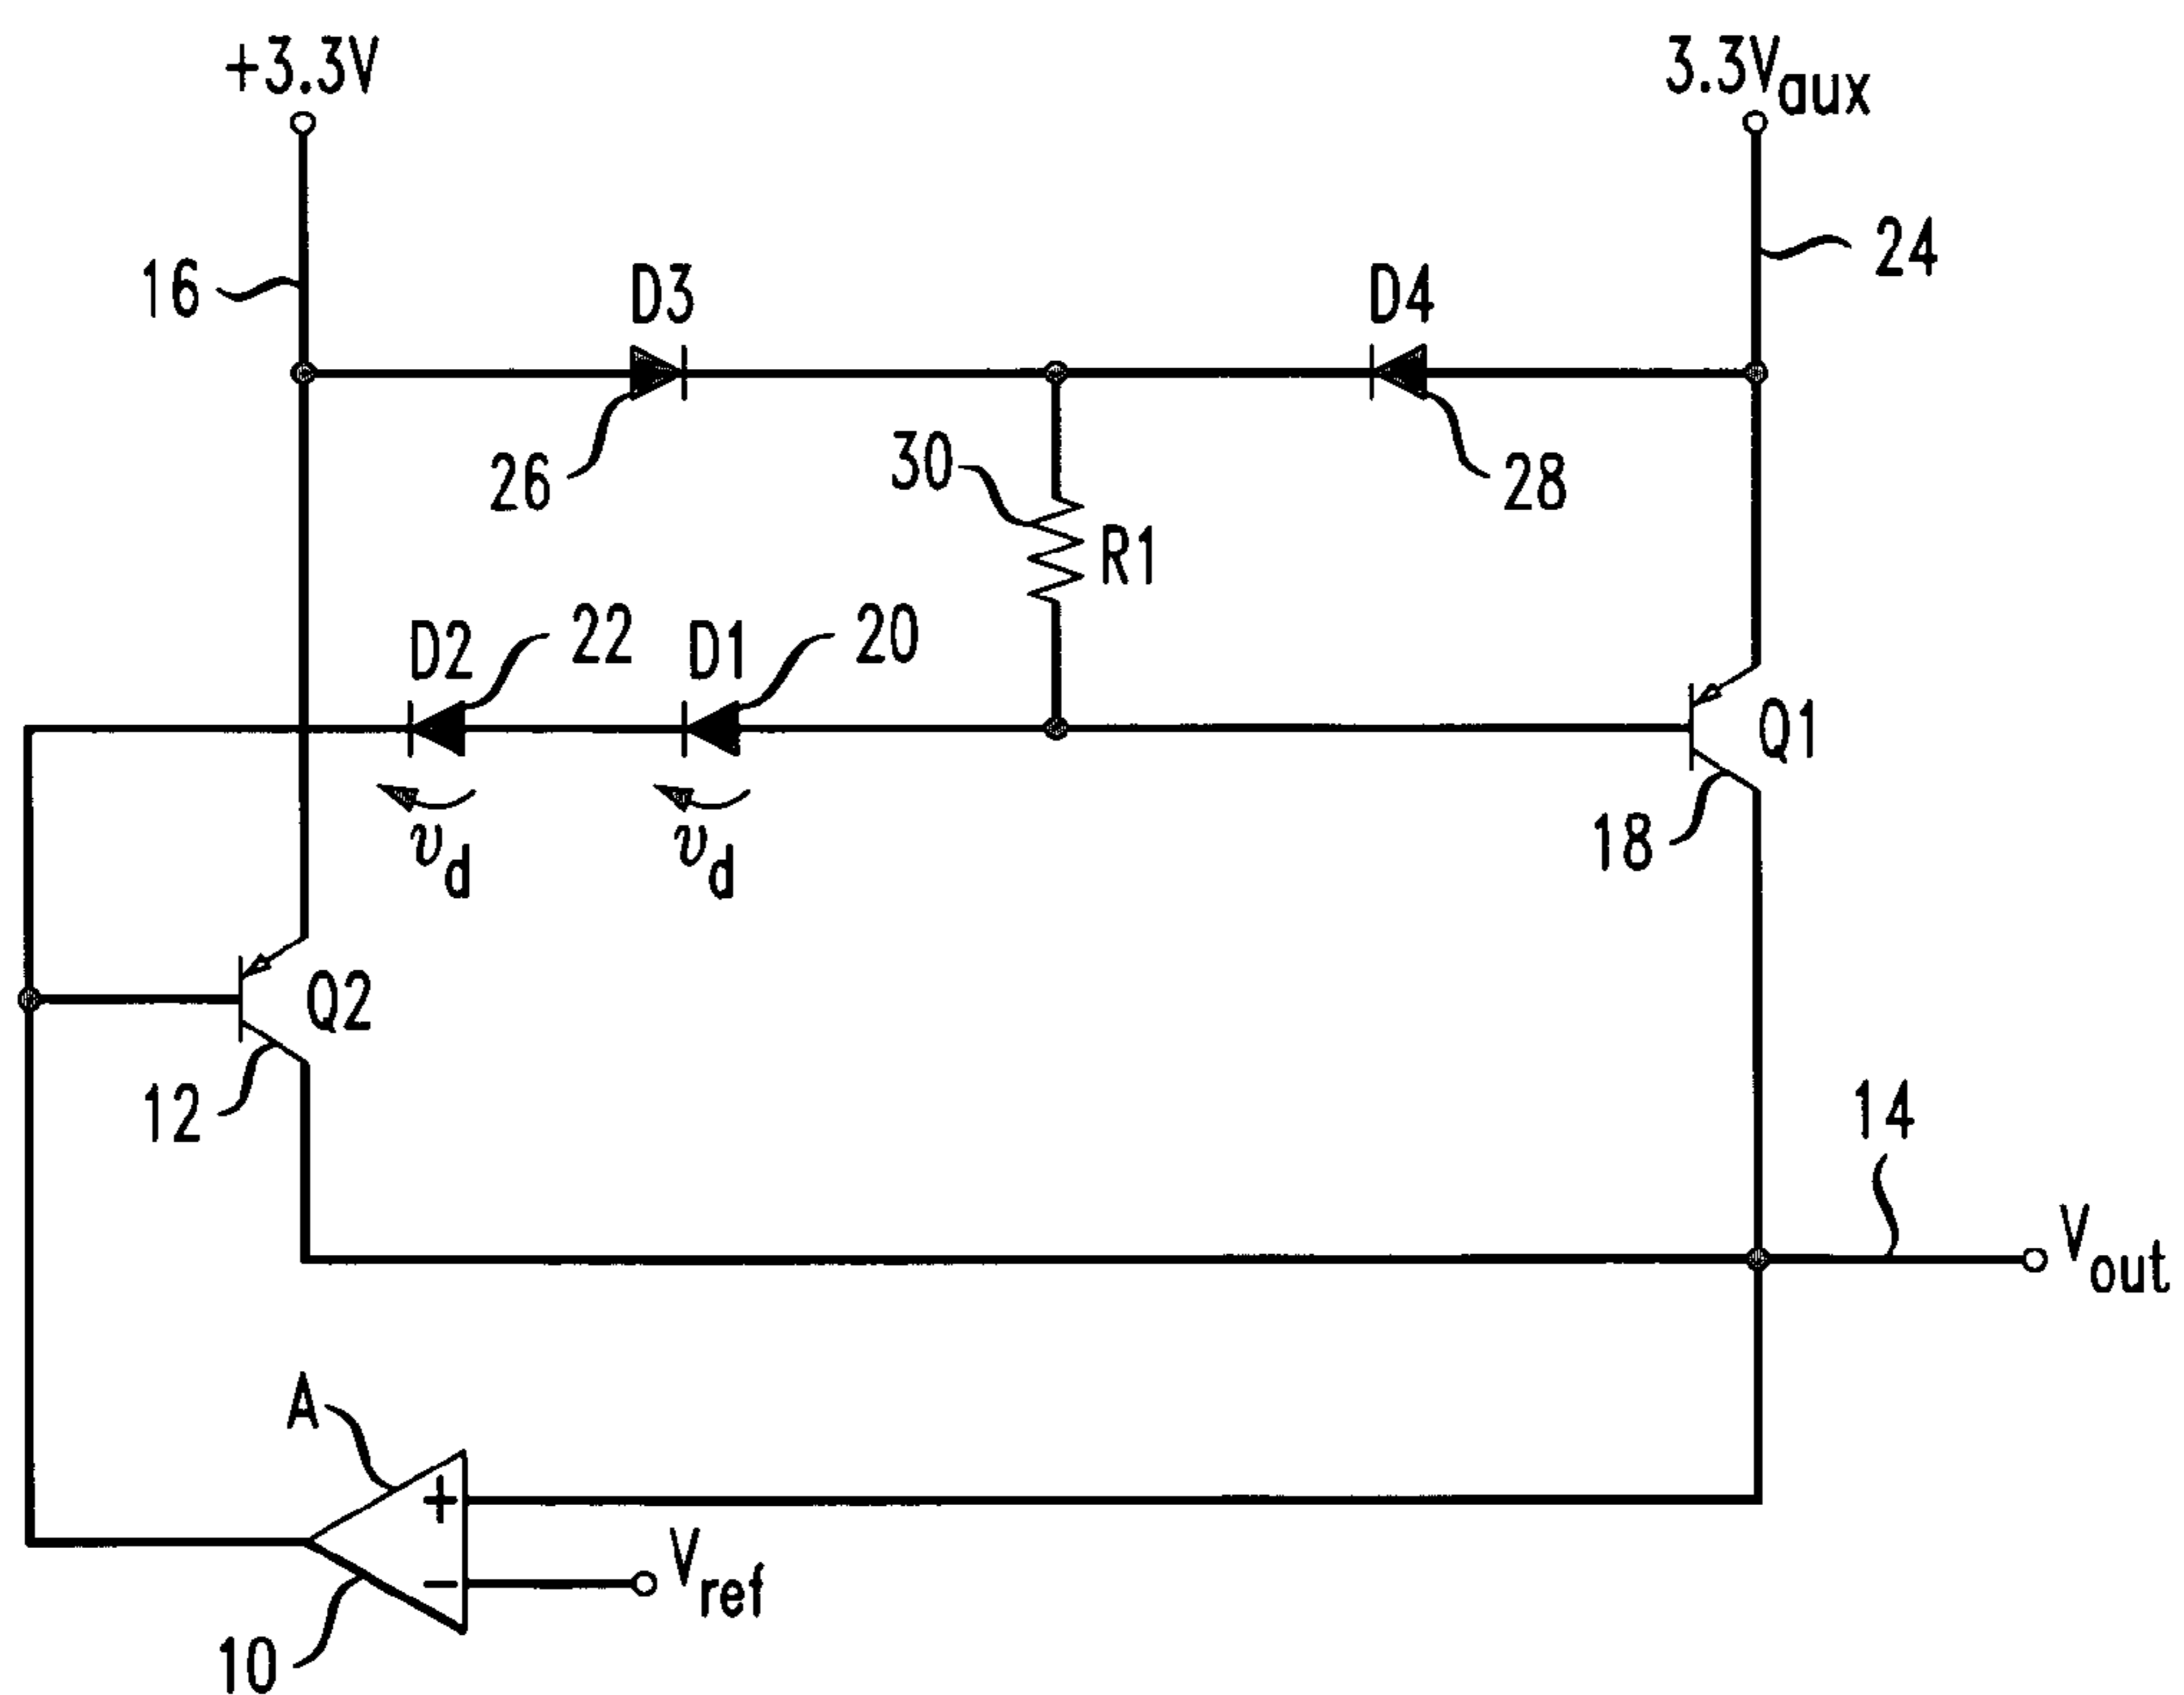 +3.3V
3.3Vaux
16
24
D3
D4
26
30
28
R1
D2
22
D1
20
Q1
vd
vd
18
Q2
12
14
Vout
A
+
Vref
−
10